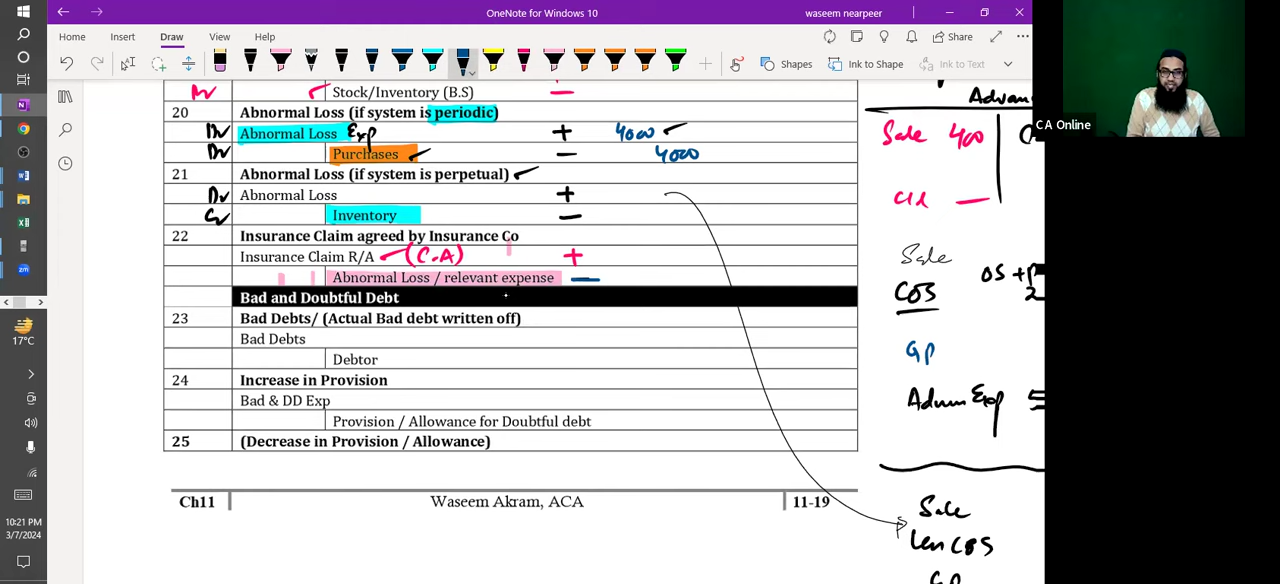 OneNote for Windows 10
waseem nearpeer
Home Insert Draw View Help
Share
Shapes
Ink to Shape
Ink to Text
Stock/Inventory (B.S) —
20 Abnormal Loss (if system is periodic)
Dr Abnormal Loss Exp + 4000
Purchases — 4000
21 Abnormal Loss (if system is perpetual)
Dr Abnormal Loss +
Cr Inventory —
22 Insurance Claim agreed by Insurance Co
Insurance Claim R/A (C.A) +
Abnormal Loss / relevant expense —
Bad and Doubtful Debt
23 Bad Debts/ (Actual Bad debt written off)
Bad Debts
Debtor
24 Increase in Provision
Bad & DD Exp
Provision / Allowance for Doubtful debt
25 (Decrease in Provision / Allowance)
Ch11 Waseem Akram, ACA 11-19
Sale 400
Sale
COS OS +P
2
GP
Admn Exp 5
Sale
Less COS
GP
C A Online
17°C
10:21 PM
3/7/2024